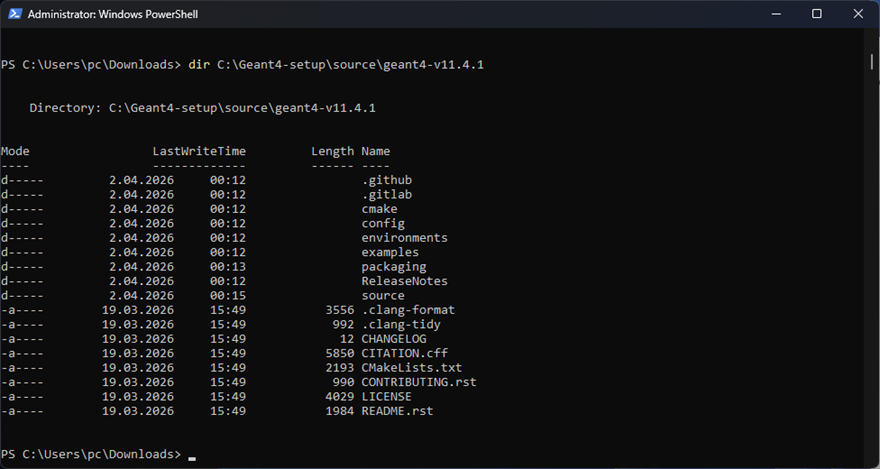 Administrator: Windows PowerShell
PS C:\Users\pc\Downloads> dir C:\Geant4-setup\source\geant4-v11.4.1
Directory: C:\Geant4-setup\source\geant4-v11.4.1
Mode                 LastWriteTime         Length Name
----                 -------------         ------ ----
d-----         2.04.2026     00:12                .github
d-----         2.04.2026     00:12                .gitlab
d-----         2.04.2026     00:12                cmake
d-----         2.04.2026     00:12                config
d-----         2.04.2026     00:12                environments
d-----         2.04.2026     00:12                examples
d-----         2.04.2026     00:13                packaging
d-----         2.04.2026     00:12                ReleaseNotes
d-----         2.04.2026     00:15                source
-a----        19.03.2026     15:49           3556 .clang-format
-a----        19.03.2026     15:49            992 .clang-tidy
-a----        19.03.2026     15:49             12 CHANGELOG
-a----        19.03.2026     15:49           5850 CITATION.cff
-a----        19.03.2026     15:49           2193 CMakeLists.txt
-a----        19.03.2026     15:49            990 CONTRIBUTING.rst
-a----        19.03.2026     15:49           4029 LICENSE
-a----        19.03.2026     15:49           1984 README.rst
PS C:\Users\pc\Downloads> _